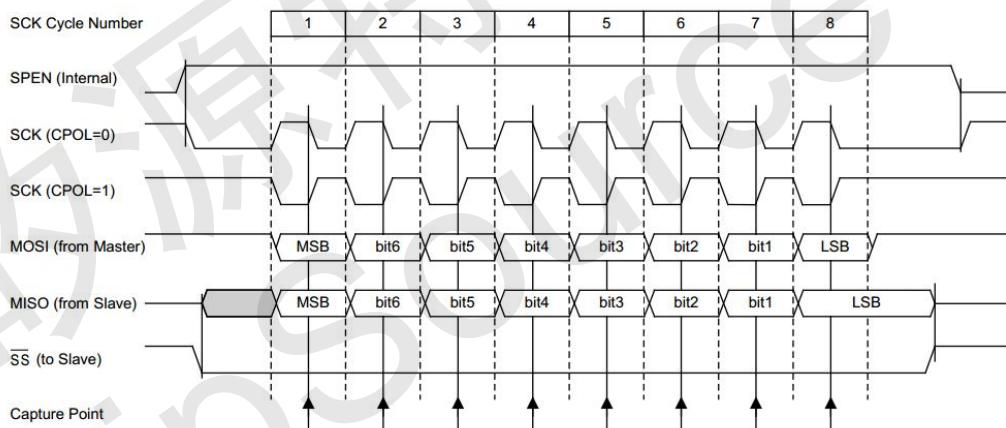 SCK Cycle Number 1 2 3 4 5 6 7 8
SPEN (Internal)
SCK (CPOL=0)
SCK (CPOL=1)
MOSI (from Master) MSB bit6 bit5 bit4 bit3 bit2 bit1 LSB
MISO (from Slave) MSB bit6 bit5 bit4 bit3 bit2 bit1 LSB
SS (to Slave)
Capture Point